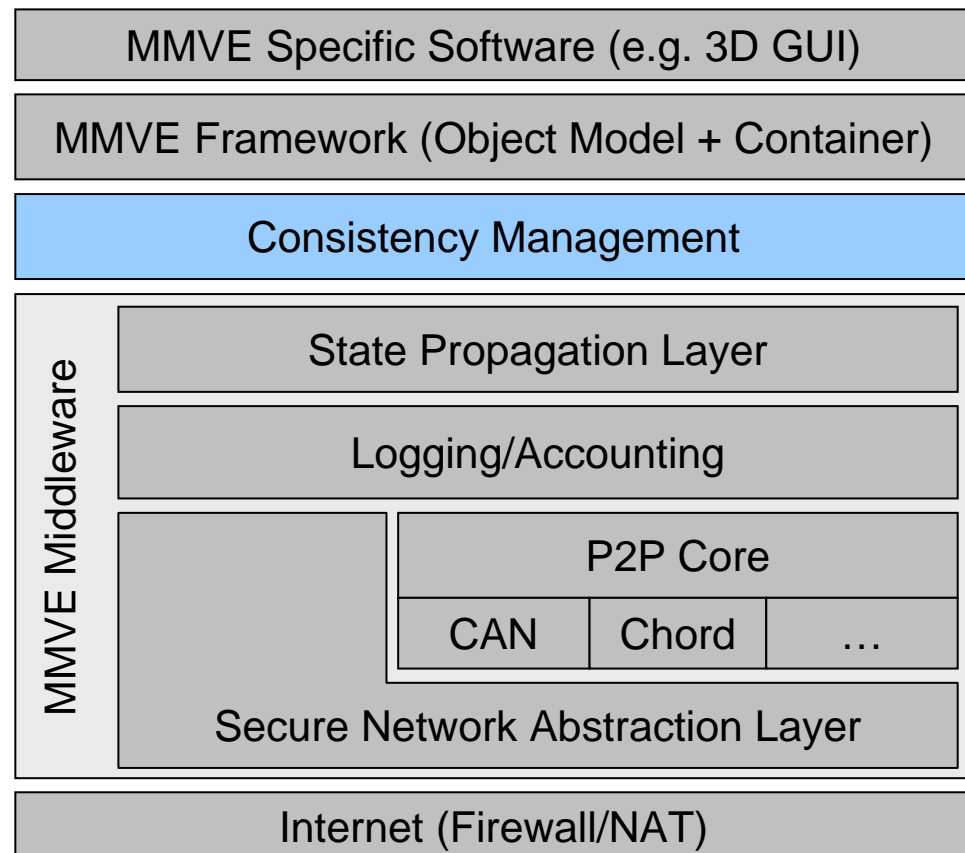 MMVE Specific Software (e.g. 3D GUI)
MMVE Framework (Object Model + Container)
Consistency Management
MMVE Middleware
State Propagation Layer
Logging/Accounting
P2P Core
CAN
Chord
…
Secure Network Abstraction Layer
Internet (Firewall/NAT)